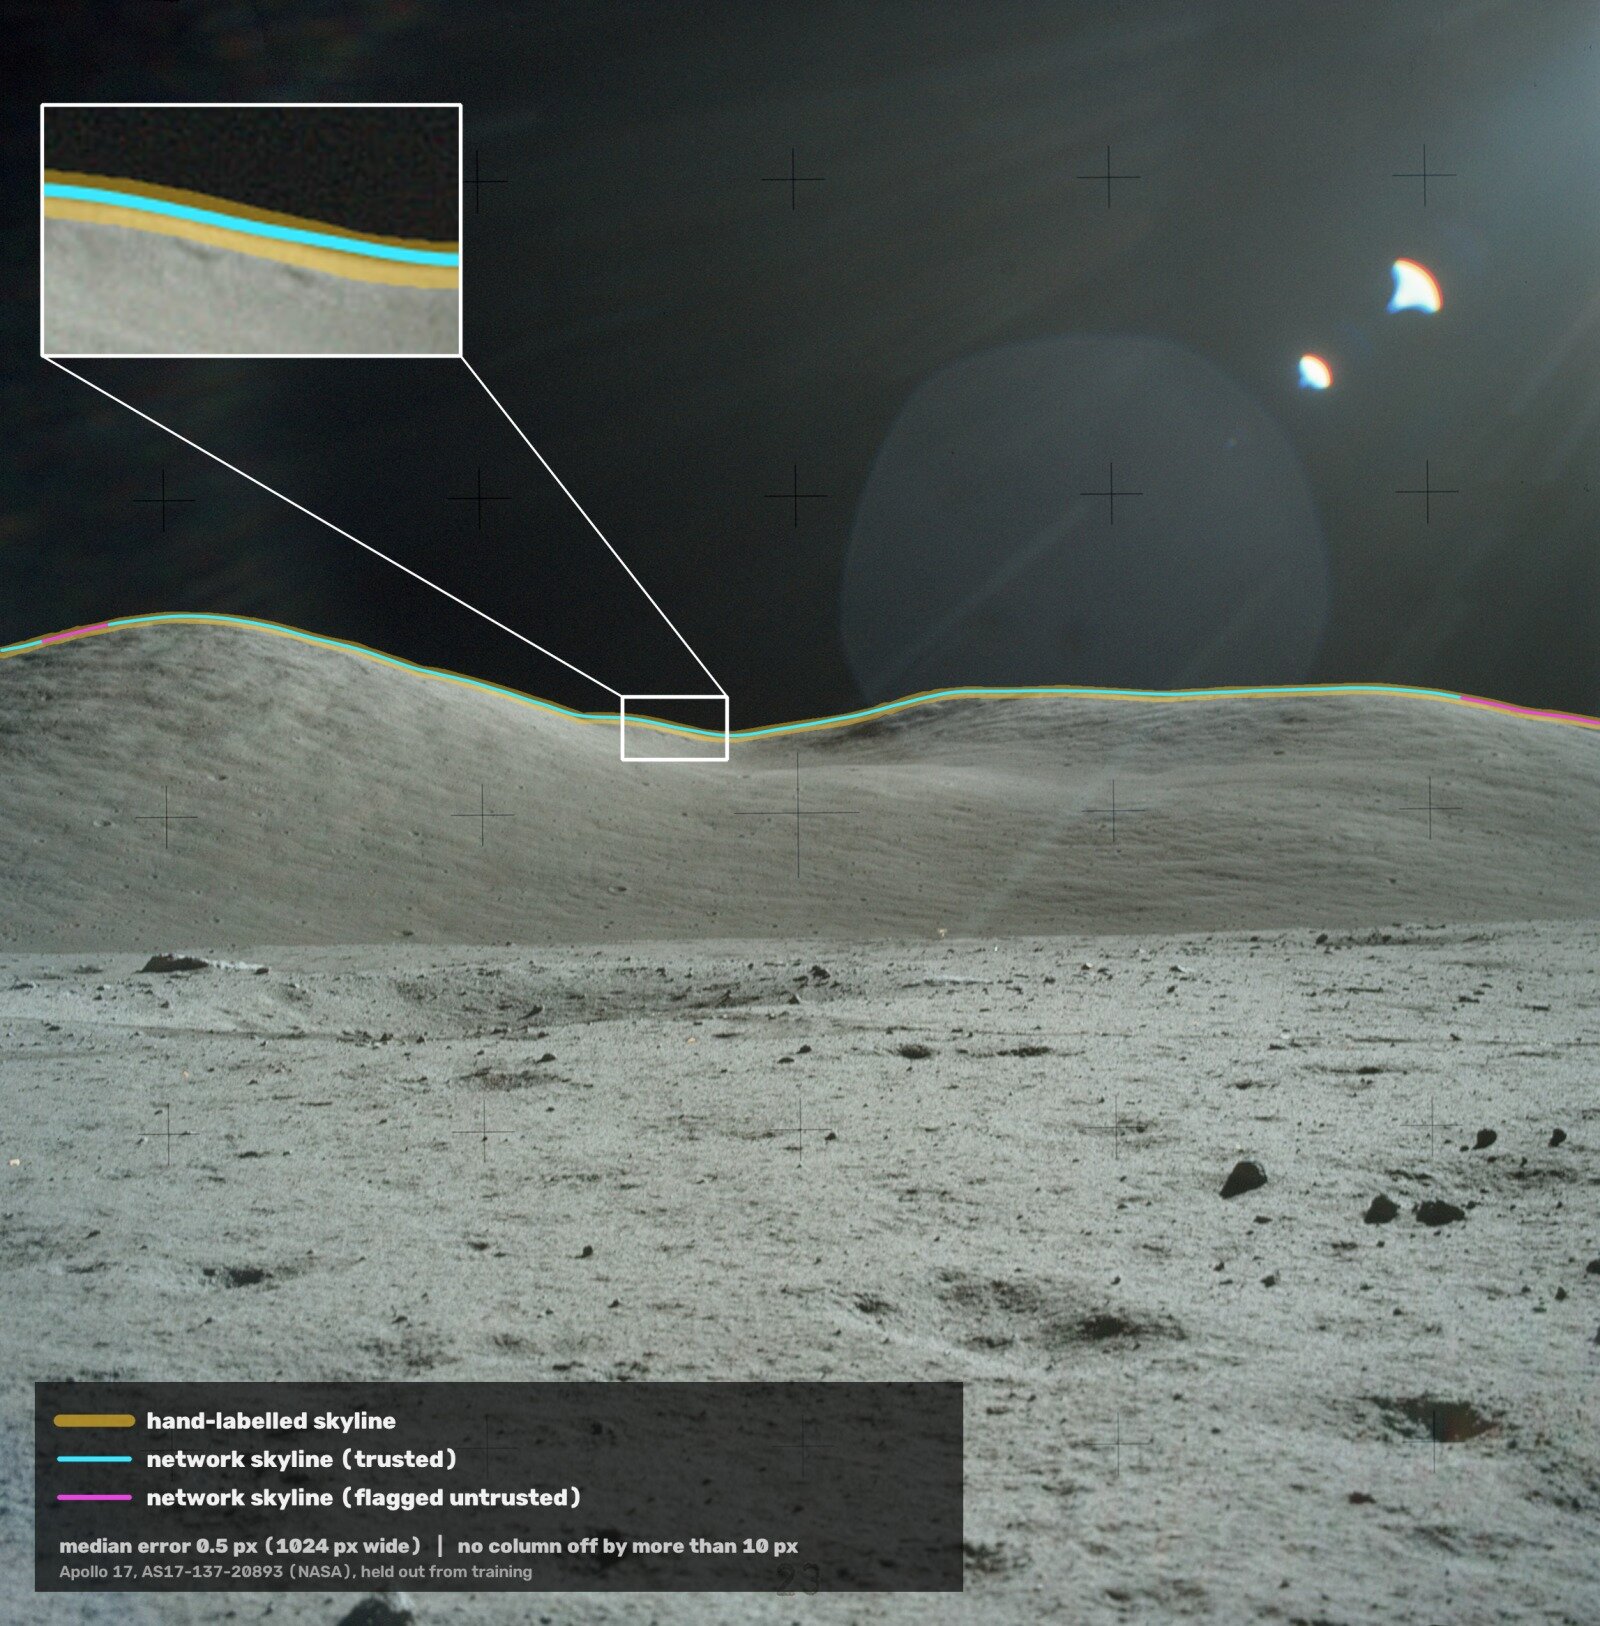 hand-labelled skyline
network skyline (trusted)
network skyline (flagged untrusted)
median error 0.5 px (1024 px wide) | no column off by more than 10 px
Apollo 17, AS17-137-20893 (NASA), held out from training
23